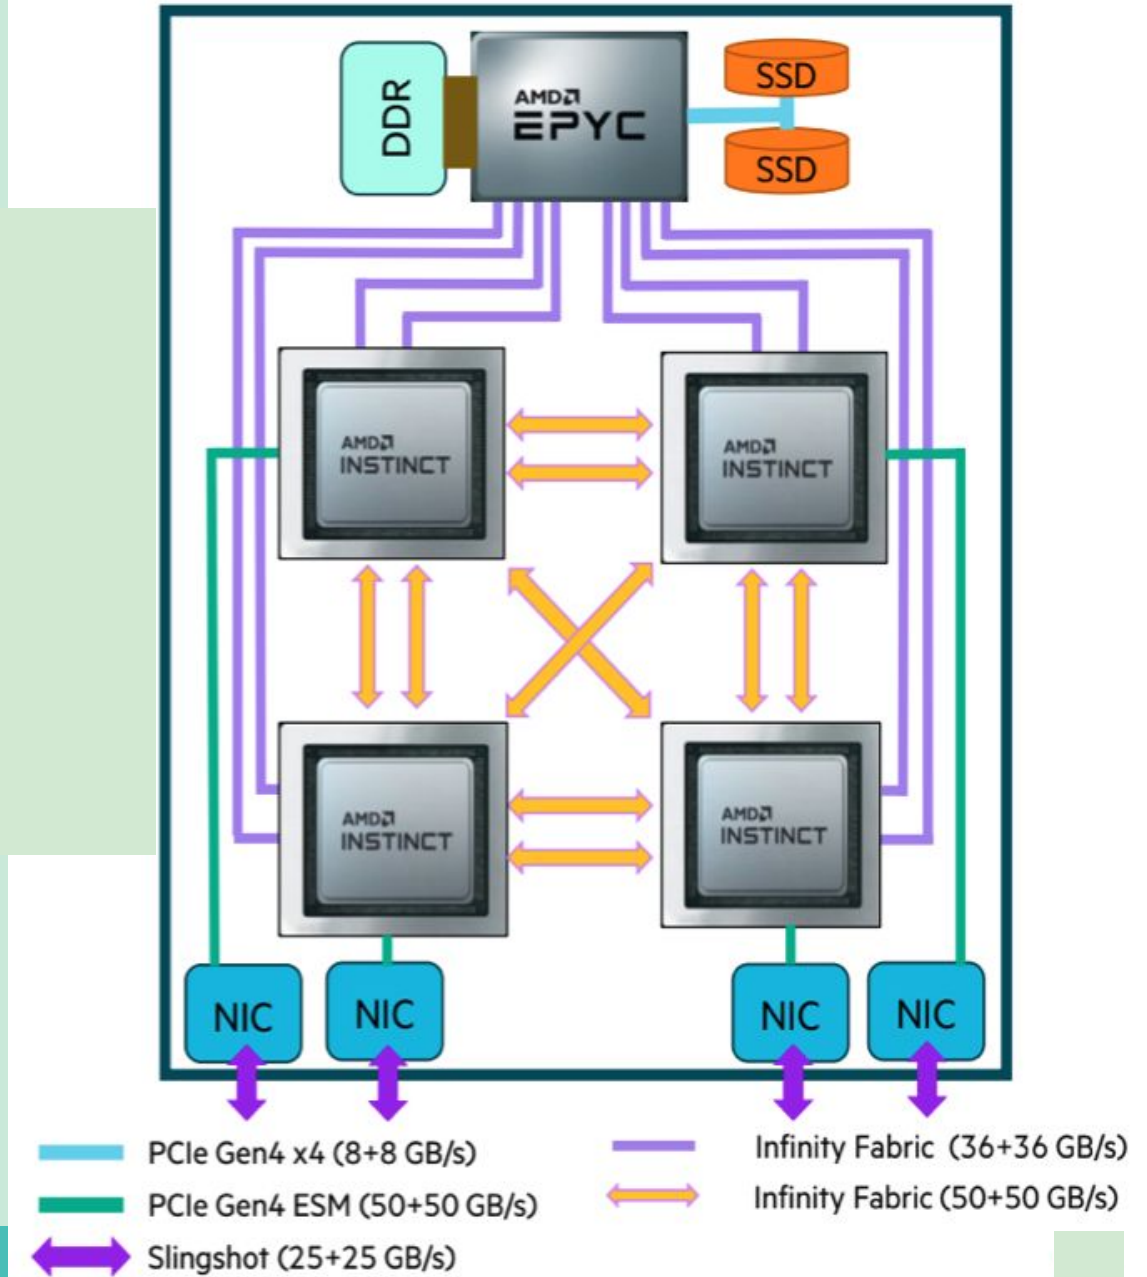 DDR
AMD
EPYC
SSD
SSD
AMD
INSTINCT
AMD
INSTINCT
AMD
INSTINCT
AMD
INSTINCT
NIC
NIC
NIC
NIC
PCIe Gen4 x4 (8+8 GB/s)
Infinity Fabric (36+36 GB/s)
PCIe Gen4 ESM (50+50 GB/s)
Infinity Fabric (50+50 GB/s)
Slingshot (25+25 GB/s)